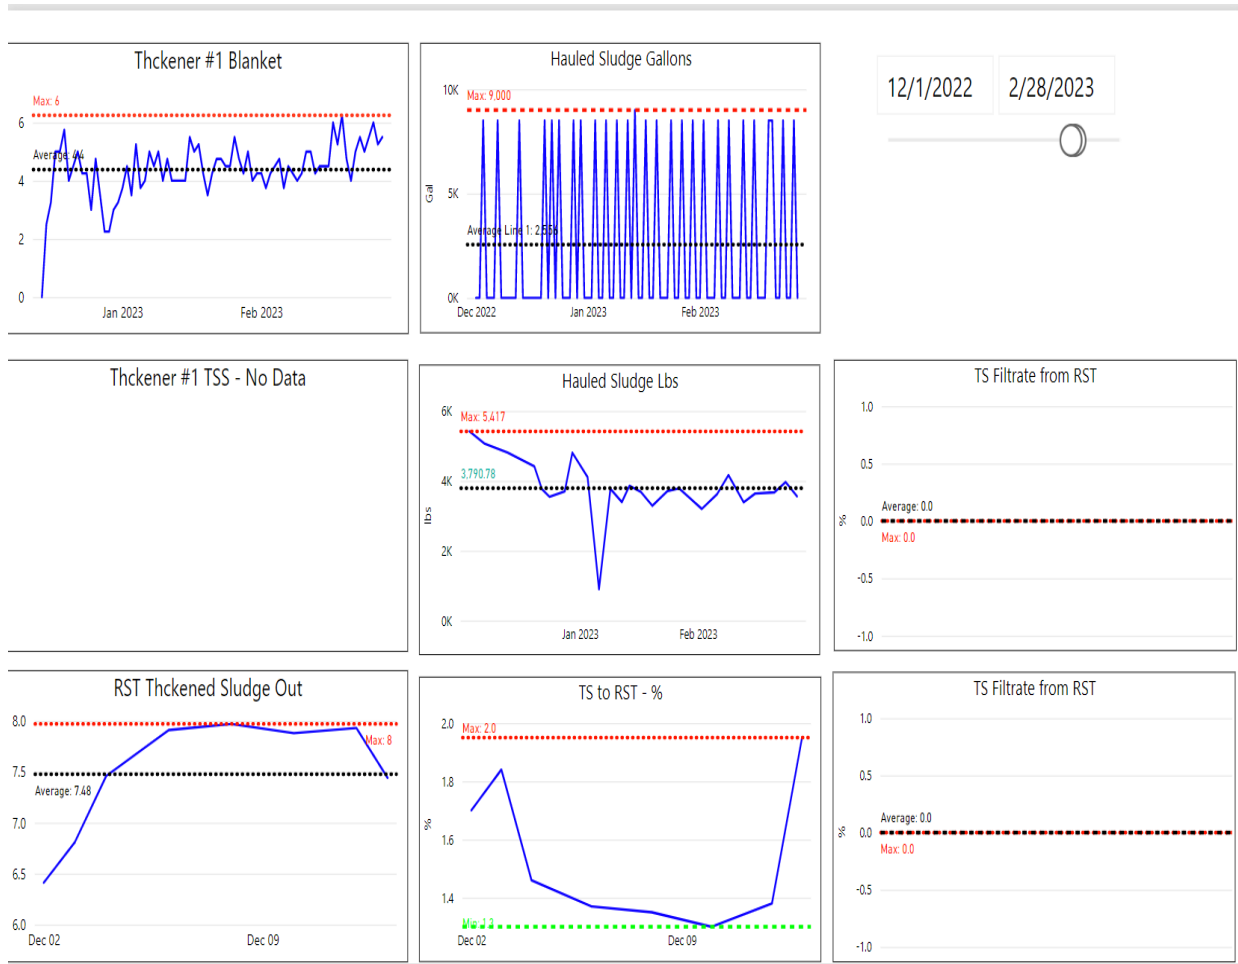 Thckener #1 Blanket
Max: 6
6
Average: 4.4
4
2
0
Jan 2023
Feb 2023
Hauled Sludge Gallons
10K
Max: 9,000
5K
Gal
Average Line 1: 2,556
0K
Dec 2022
Jan 2023
Feb 2023
12/1/2022
2/28/2023
Thckener #1 TSS - No Data
Hauled Sludge Lbs
6K
Max: 5,417
3,790.78
4K
lbs
2K
0K
Jan 2023
Feb 2023
TS Filtrate from RST
1.0
0.5
Average: 0.0
% 0.0
Max: 0.0
-0.5
-1.0
RST Thckened Sludge Out
8.0
Max: 8
7.5
Average: 7.48
7.0
6.5
6.0
Dec 02
Dec 09
TS to RST - %
2.0
Max: 2.0
1.8
%
1.6
1.4
Min: 1.3
Dec 02
Dec 09
TS Filtrate from RST
1.0
0.5
Average: 0.0
% 0.0
Max: 0.0
-0.5
-1.0